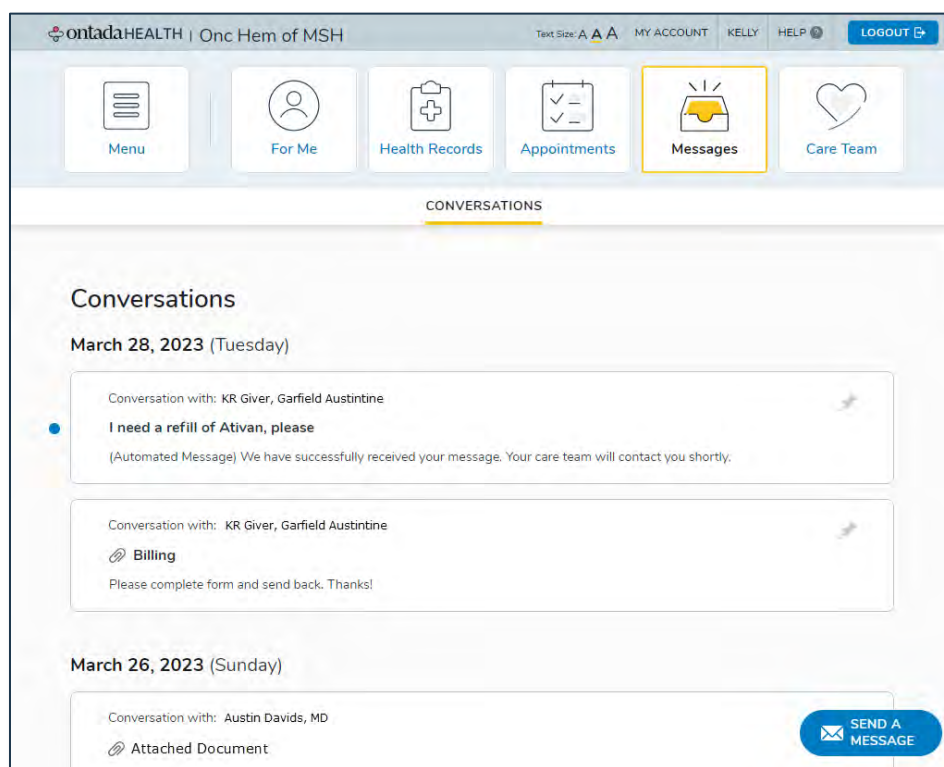 ontadaHEALTH | Onc Hem of MSH Text Size: A A A MY ACCOUNT KELLY HELP ? LOGOUT
Menu For Me Health Records Appointments Messages Care Team
CONVERSATIONS
Conversations
March 28, 2023 (Tuesday)
Conversation with: KR Giver, Garfield Austintine
I need a refill of Ativan, please
(Automated Message) We have successfully received your message. Your care team will contact you shortly.
Conversation with: KR Giver, Garfield Austintine
Billing
Please complete form and send back. Thanks!
March 26, 2023 (Sunday)
Conversation with: Austin Davids, MD
Attached Document
SEND A
MESSAGE